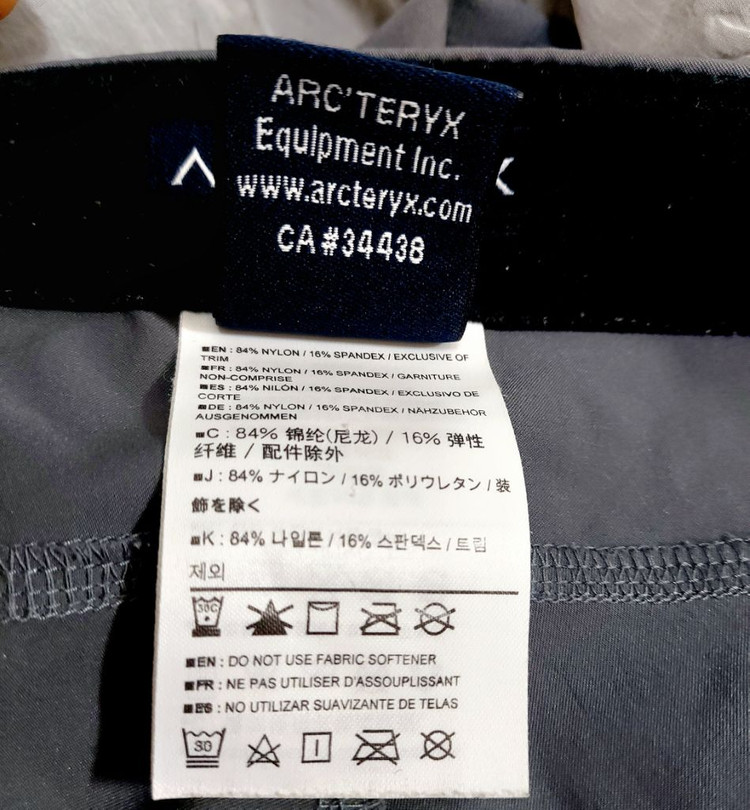 ARC'TERYX
Equipment Inc.
www.arcteryx.com
CA#34438
EN : 84% NYLON / 16% SPANDEX / EXCLUSIVE OF
TRIM
FR : 84% NYLON / 16% SPANDEX / GARNITURE
NON-COMPRISE
ES : 84% NILÓN / 16% SPANDEX / EXCLUSIVO DE
CORTE
DE : 84% NYLON / 16% SPANDEX / NÄHZUBEHÖR
AUSGENOMMEN
C : 84% 锦纶(尼龙) / 16% 弹性
纤维 / 配件除外
J : 84% ナイロン / 16% ポリウレタン / 装
飾を除く
K : 84% 나일론 / 16% 스판덱스 / 트림
제외
30C
EN : DO NOT USE FABRIC SOFTENER
FR : NE PAS UTILISER D'ASSOUPLISSANT
ES : NO UTILIZAR SUAVIZANTE DE TELAS
30